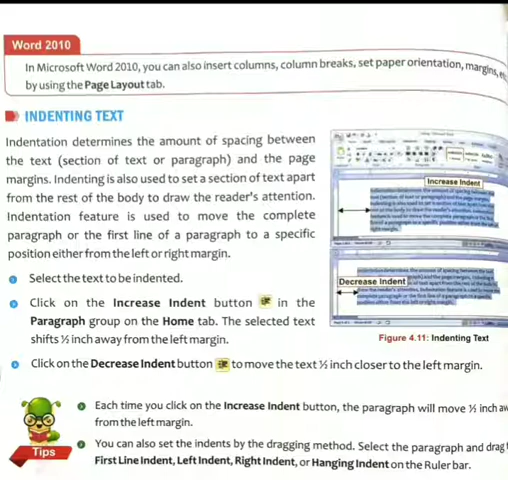 Word 2010
In Microsoft Word 2010, you can also insert columns, column breaks, set paper orientation, margins, etc
by using the Page Layout tab.
INDENTING TEXT
Indentation determines the amount of spacing between
the text (section of text or paragraph) and the page
margins. Indenting is also used to set a section of text apart
from the rest of the body to draw the reader's attention.
Indentation feature is used to move the complete
paragraph or the first line of a paragraph to a specific
position either from the left or right margin.
Select the text to be indented.
Click on the Increase Indent button in the
Paragraph group on the Home tab. The selected text
shifts ½ inch away from the left margin.
Increase Indent
Decrease Indent
Figure 4.11: Indenting Text
Click on the Decrease Indent button to move the text ½ inch closer to the left margin.
Tips
Each time you click on the Increase Indent button, the paragraph will move ½ inch aw
from the left margin.
You can also set the indents by the dragging method. Select the paragraph and drag
First Line Indent, Left Indent, Right Indent, or Hanging Indent on the Ruler bar.